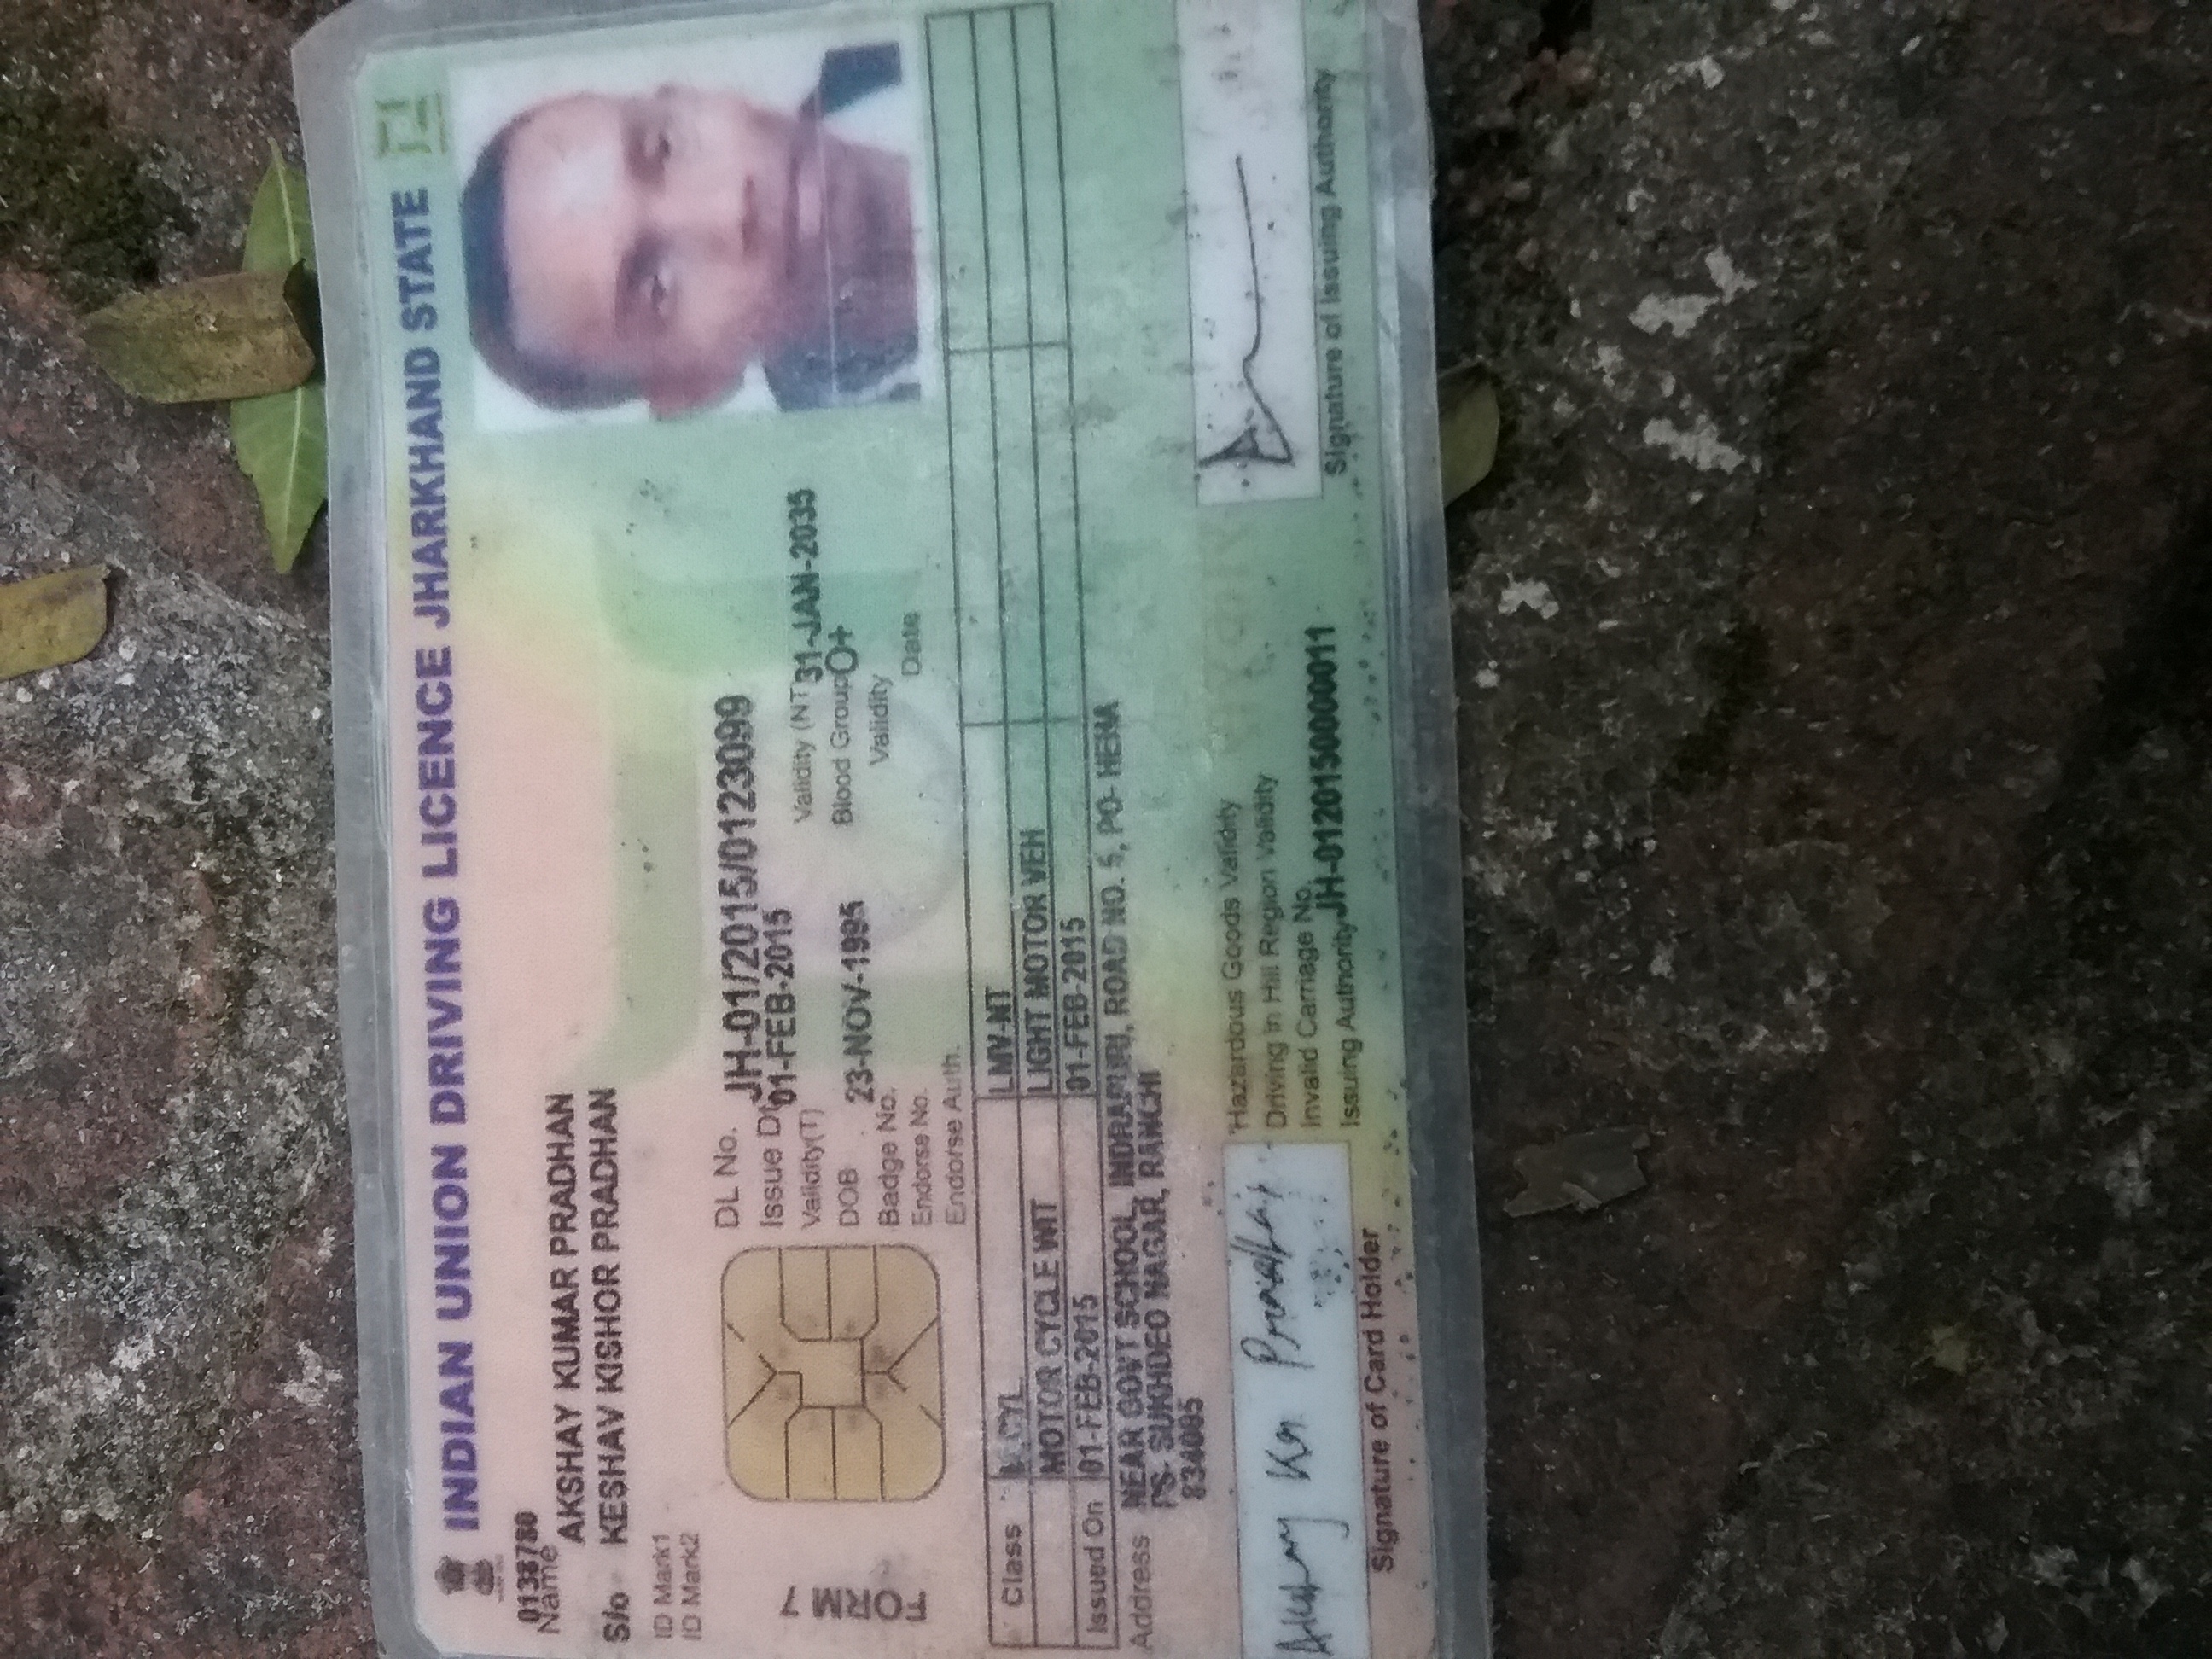 INDIAN UNION DRIVING LICENCE JHARKHAND STATE
0138780
Name AKSHAY KUMAR PRADHAN
S/o KESHAV KISHOR PRADHAN
ID Mark1
ID Mark2
FORM 7
DL No. JH-01/2015/0123099
Issue Dt 01-FEB-2015
Validity(T) Validity (NT) 31-JAN-2035
DOB 23-NOV-1995 Blood Group O+
Badge No. Validity
Endorse No. Date
Endorse Auth.
Class M.CYL. LMV-NT
MOTOR CYCLE WIT LIGHT MOTOR VEH
Issued On 01-FEB-2015 01-FEB-2015
Address NEAR GOVT SCHOOL, INDRAPURI, ROAD NO. 5, PO- HEHA
PS- SUKHDEO NAGAR, RANCHI
834005
Akshay Kr Pradhan
Signature of Card Holder
Hazardous Goods Validity
Driving in Hill Region Validity
Invalid Carriage No.
Issuing Authority JH-0120150000011
Signature of Issuing Authority